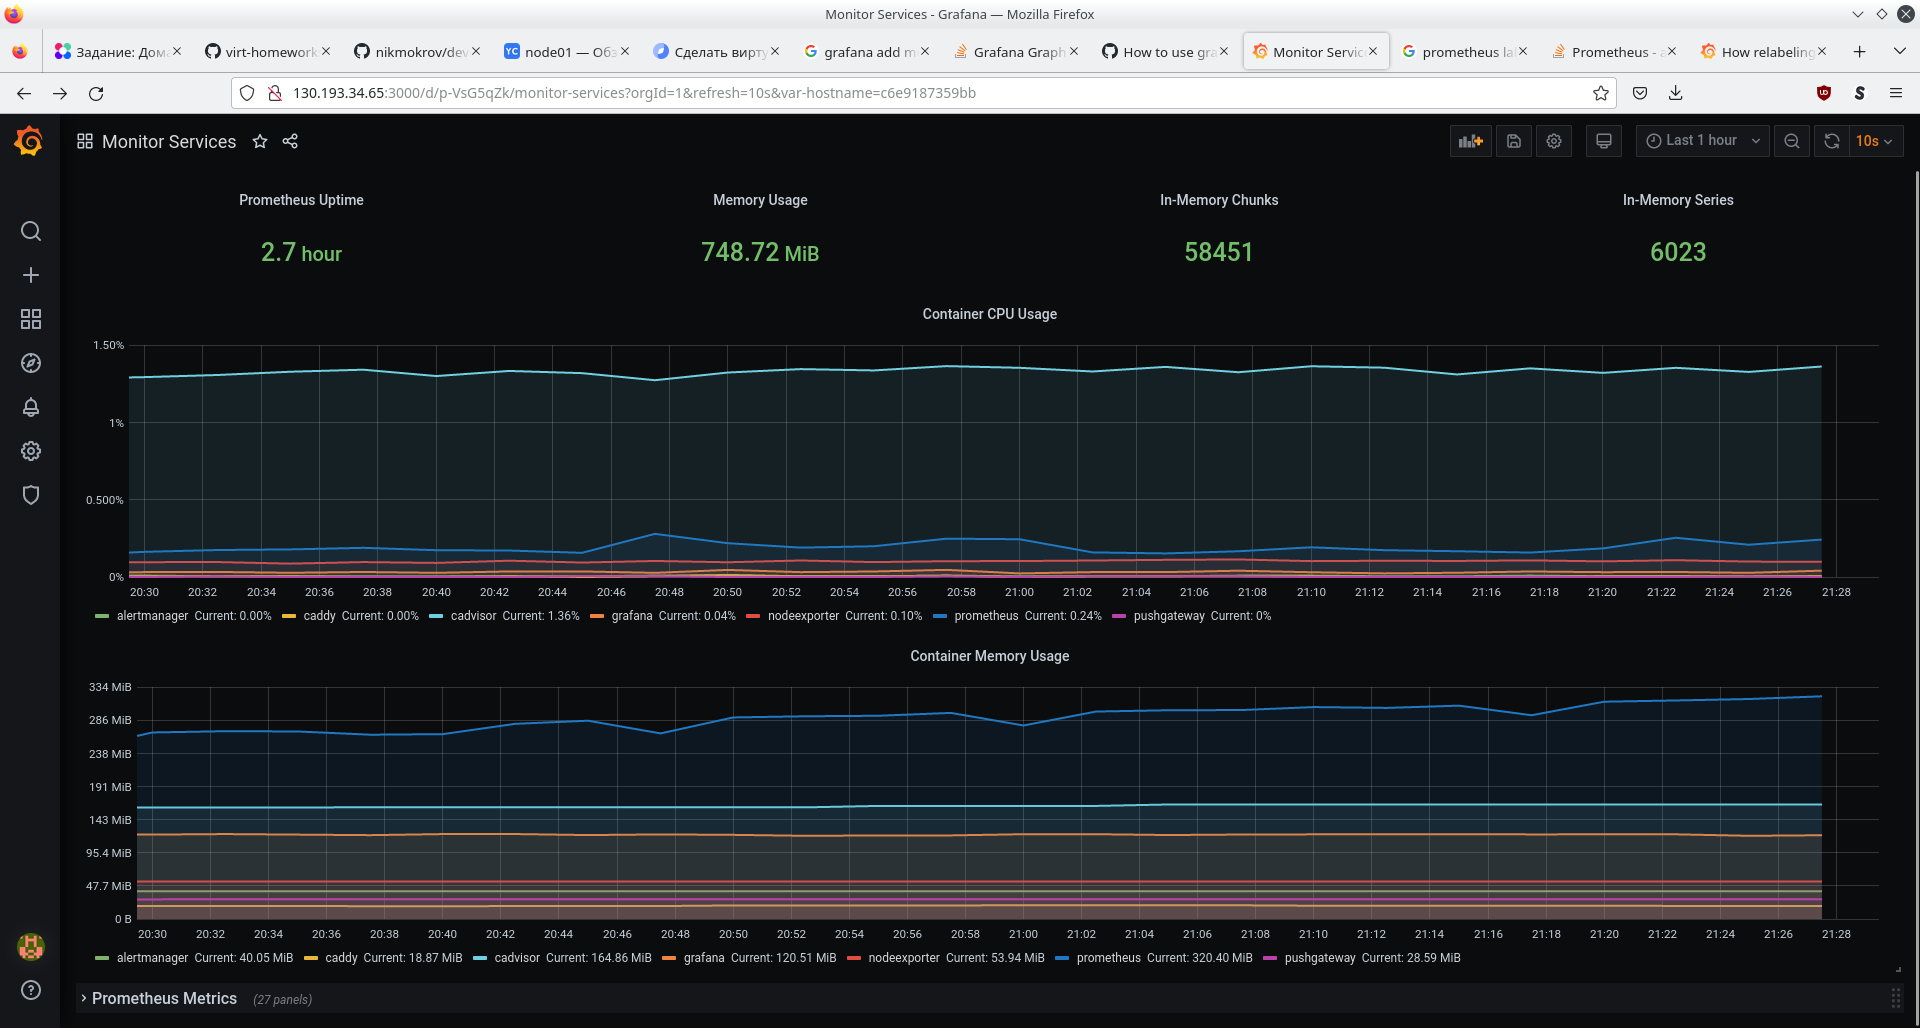 Monitor Services - Grafana — Mozilla Firefox
Задание: Дом
virt-homework
nikmokrov/dev
YC node01 — Обз
Сделать вирту
grafana add m
Grafana Graph
How to use gra
Monitor Servic
prometheus la
Prometheus - a
How relabeling
130.193.34.65:3000/d/p-VsG5qZk/monitor-services?orgId=1&refresh=10s&var-hostname=c6e9187359bb
Monitor Services
Last 1 hour
10s
Prometheus Uptime
2.7 hour
Memory Usage
748.72 MiB
In-Memory Chunks
58451
In-Memory Series
6023
Container CPU Usage
1.50%
1%
0.500%
0%
20:30 20:32 20:34 20:36 20:38 20:40 20:42 20:44 20:46 20:48 20:50 20:52 20:54 20:56 20:58 21:00 21:02 21:04 21:06 21:08 21:10 21:12 21:14 21:16 21:18 21:20 21:22 21:24 21:26 21:28
alertmanager Current: 0.00% caddy Current: 0.00% cadvisor Current: 1.36% grafana Current: 0.04% nodeexporter Current: 0.10% prometheus Current: 0.24% pushgateway Current: 0%
Container Memory Usage
334 MiB
286 MiB
238 MiB
191 MiB
143 MiB
95.4 MiB
47.7 MiB
0 B
20:30 20:32 20:34 20:36 20:38 20:40 20:42 20:44 20:46 20:48 20:50 20:52 20:54 20:56 20:58 21:00 21:02 21:04 21:06 21:08 21:10 21:12 21:14 21:16 21:18 21:20 21:22 21:24 21:26 21:28
alertmanager Current: 40.05 MiB caddy Current: 18.87 MiB cadvisor Current: 164.86 MiB grafana Current: 120.51 MiB nodeexporter Current: 53.94 MiB prometheus Current: 320.40 MiB pushgateway Current: 28.59 MiB
Prometheus Metrics (27 panels)